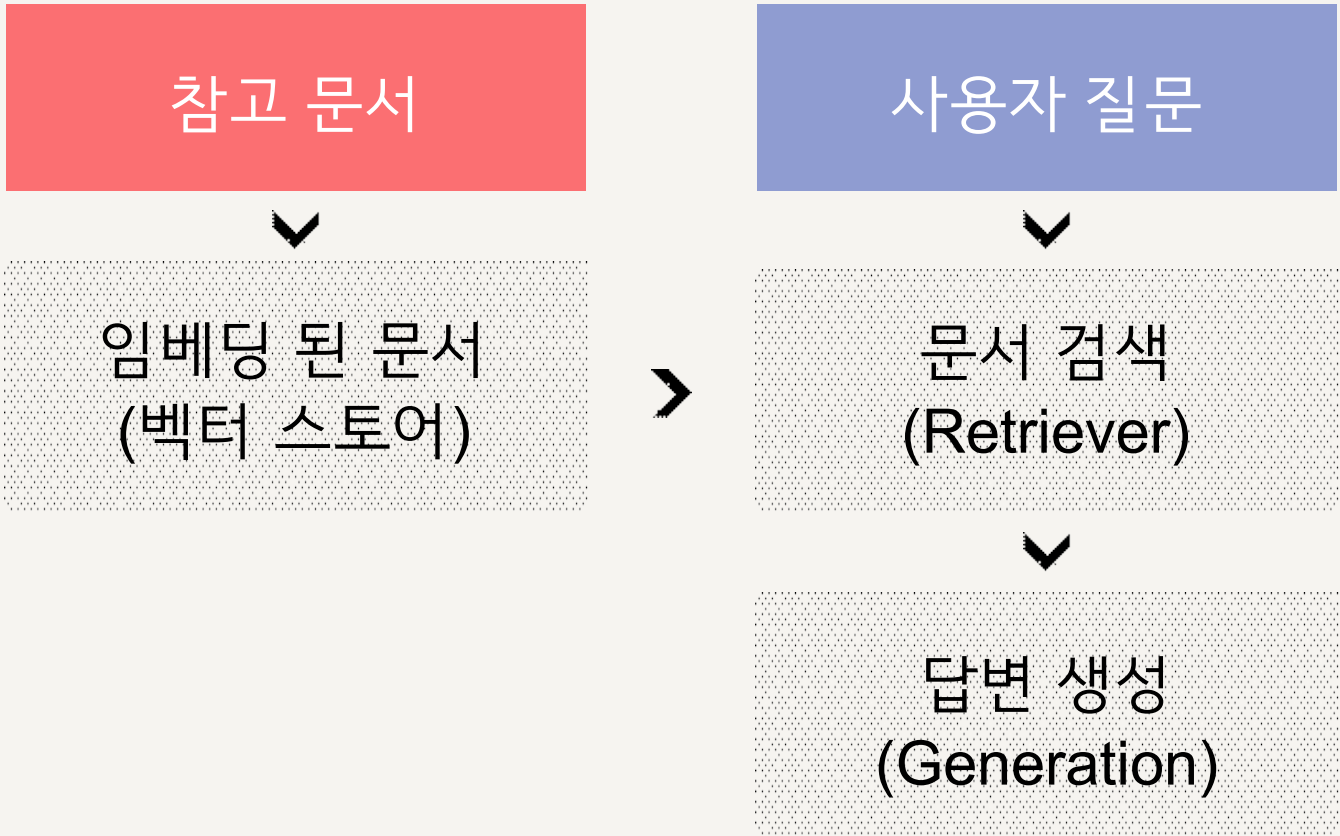 참고 문서
사용자 질문
임베딩 된 문서
(벡터 스토어)
문서 검색
(Retriever)
답변 생성
(Generation)